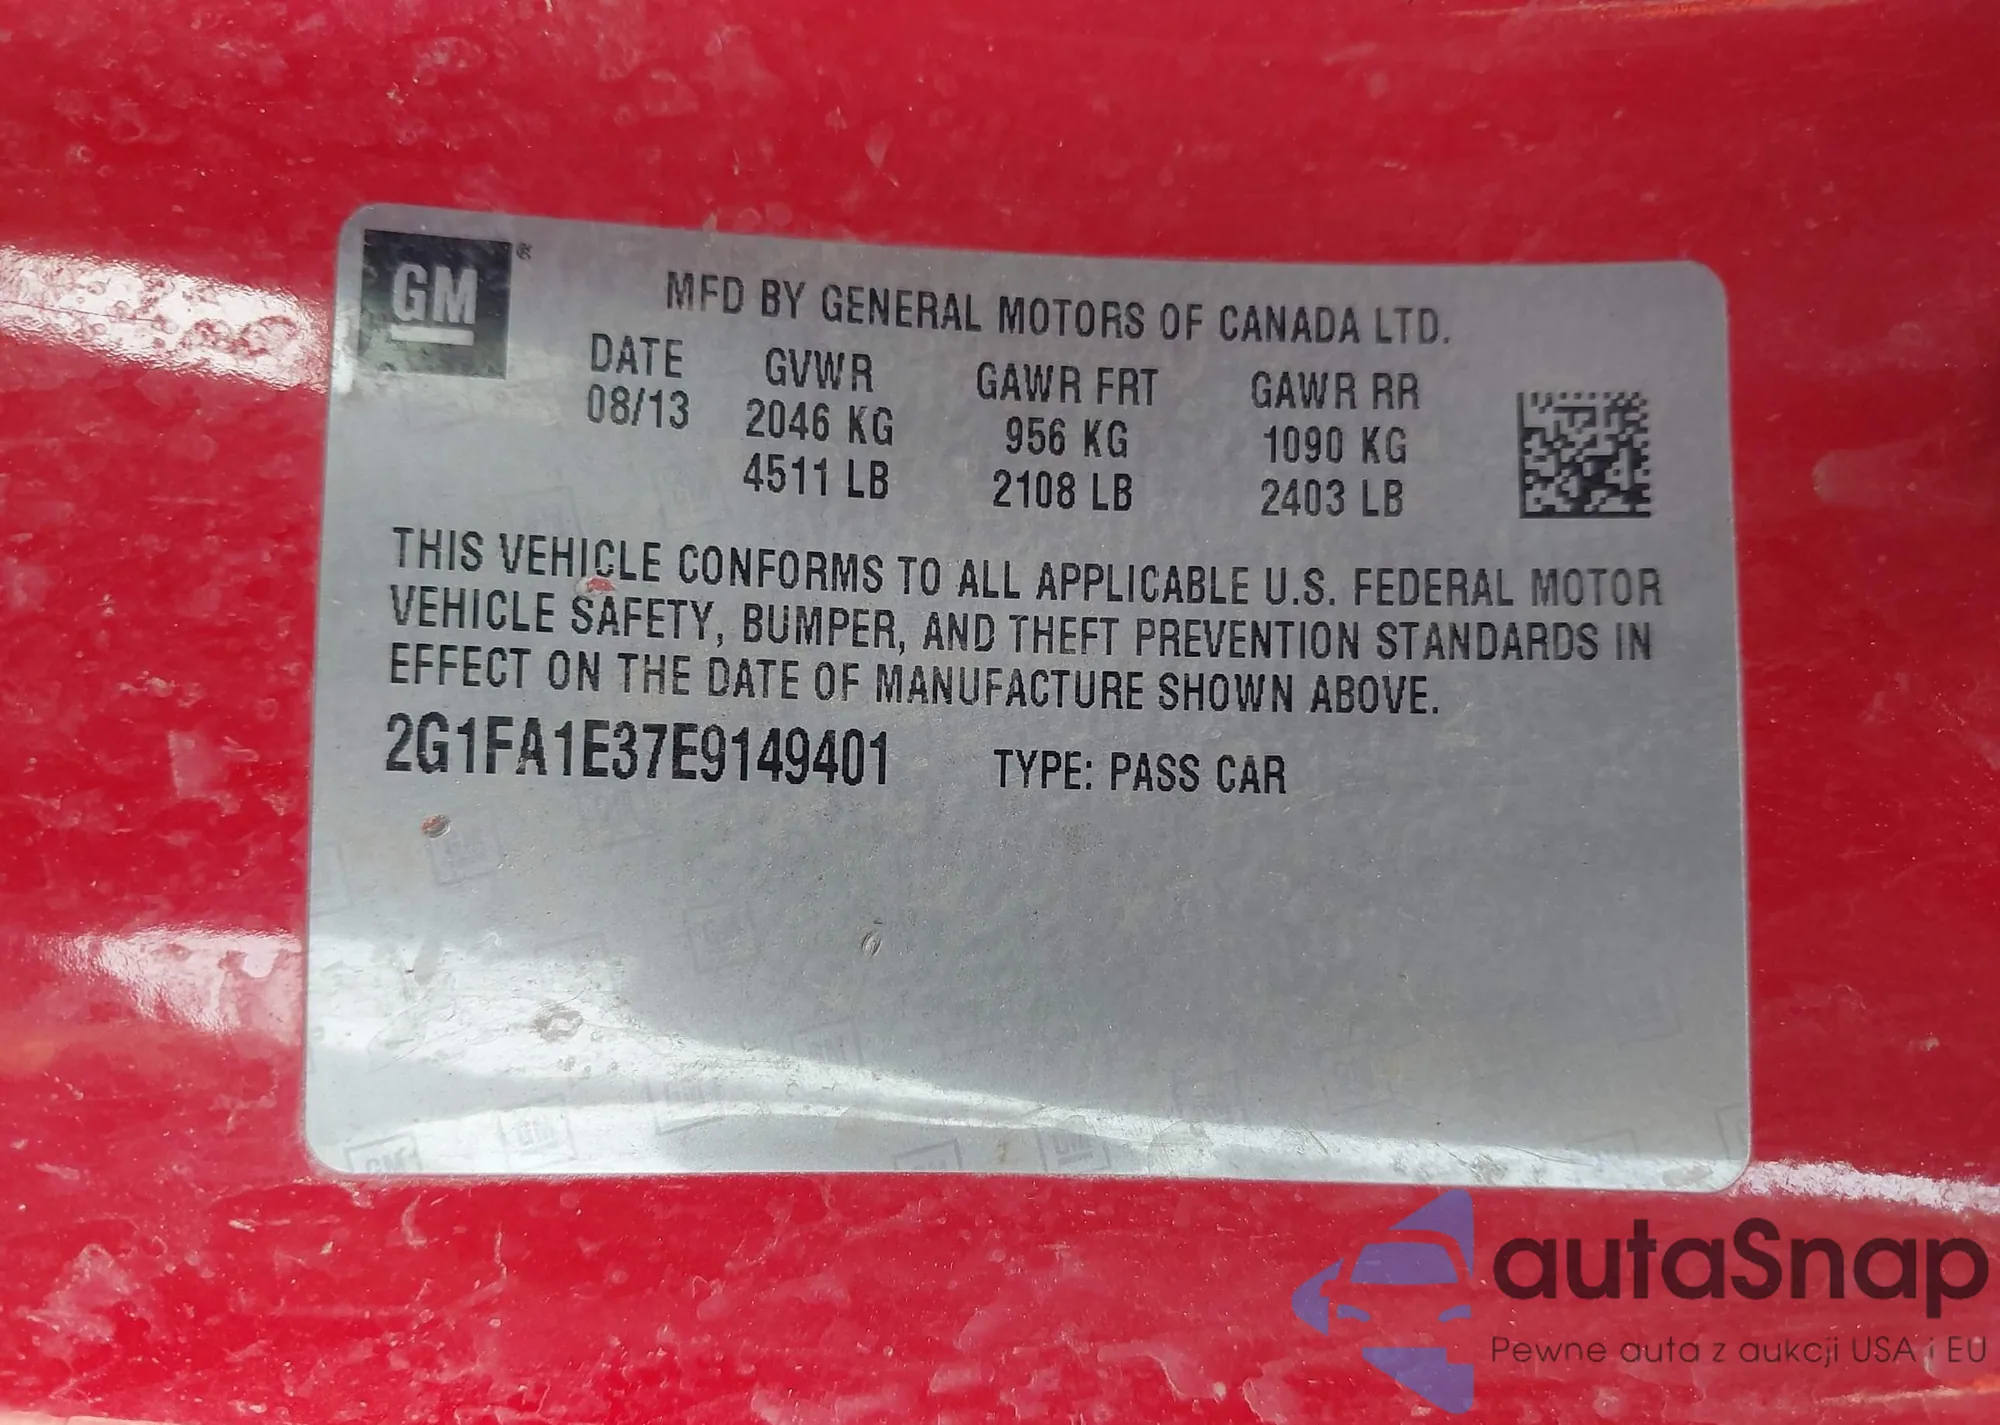 GM ®
MFD BY GENERAL MOTORS OF CANADA LTD.
DATE GVWR GAWR FRT GAWR RR
08/13 2046 KG 956 KG 1090 KG
4511 LB 2108 LB 2403 LB
THIS VEHICLE CONFORMS TO ALL APPLICABLE U.S. FEDERAL MOTOR
VEHICLE SAFETY, BUMPER, AND THEFT PREVENTION STANDARDS IN
EFFECT ON THE DATE OF MANUFACTURE SHOWN ABOVE.
2G1FA1E37E9149401 TYPE: PASS CAR
autaSnap
Pewne auta z aukcji USA i EU